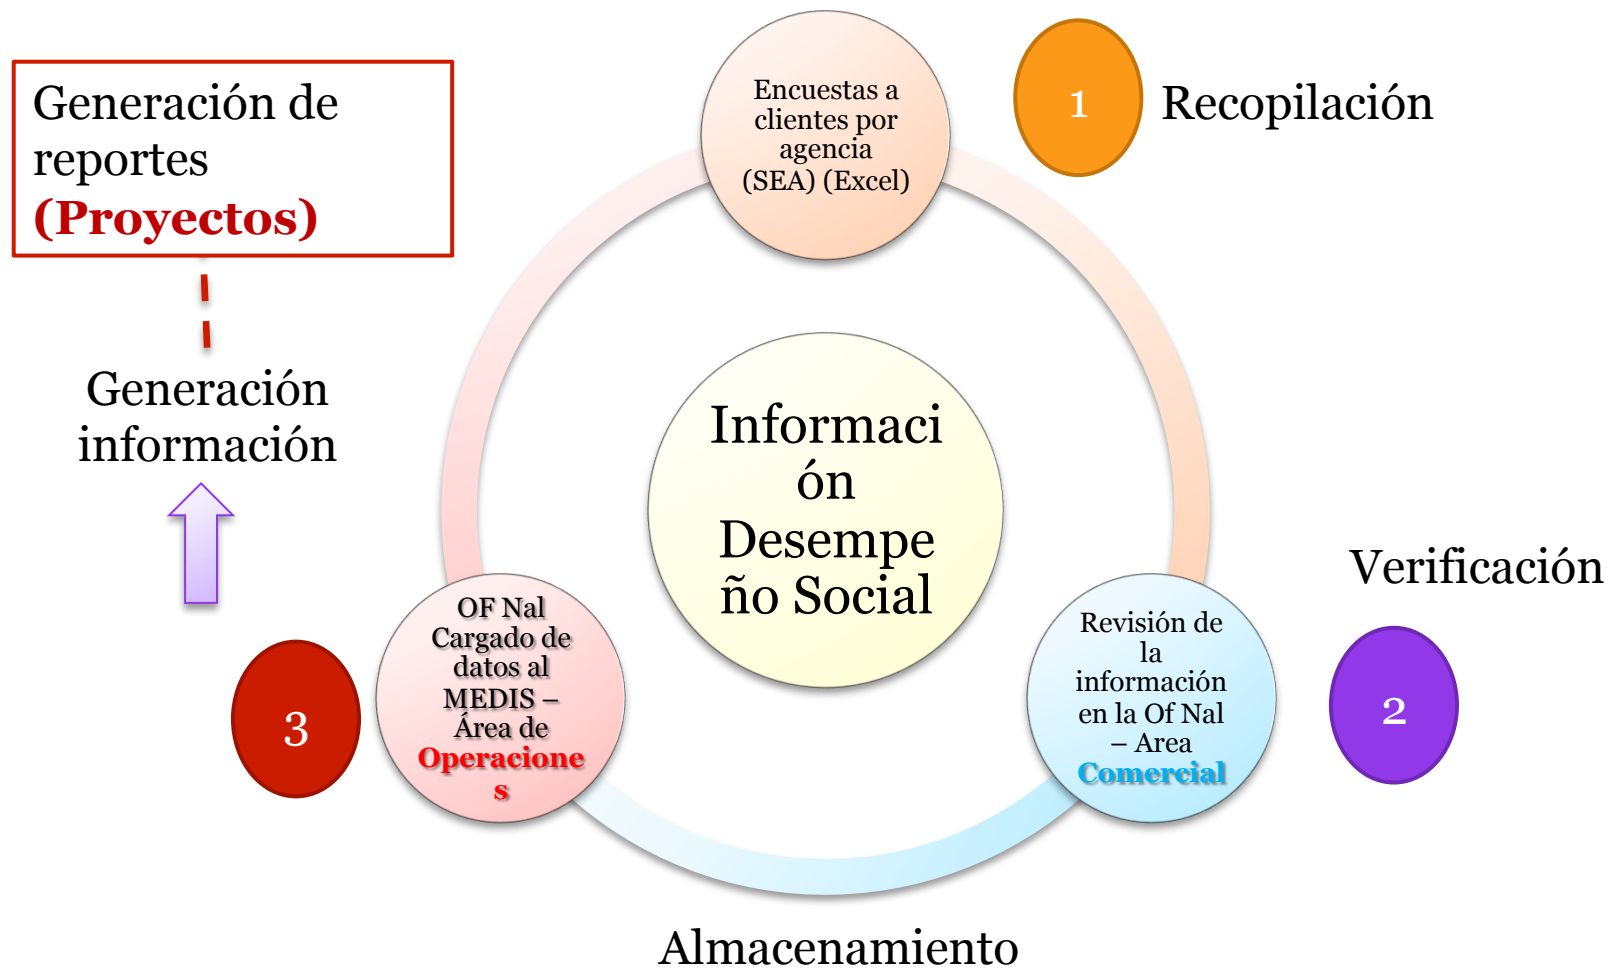 Generación de
reportes
(Proyectos)
Encuestas a
clientes por
agencia
(SEA) (Excel)
1
Recopilación
Generación
información
Informaci
ón
Desempe
ño Social
Verificación
OF Nal
Cargado de
datos al
MEDIS –
Área de
Operacione
s
Revisión de
la
información
en la Of Nal
– Area
Comercial
3
2
Almacenamiento